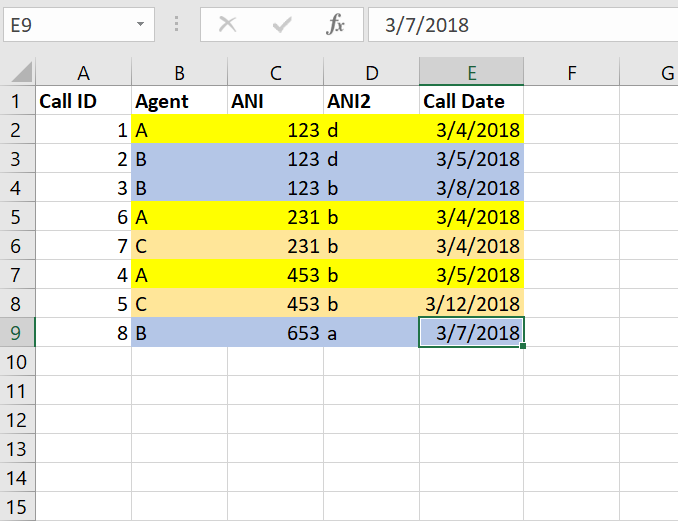 E9 fx 3/7/2018
A B C D E F G
1 Call ID Agent ANI ANI2 Call Date
2 1 A 123 d 3/4/2018
3 2 B 123 d 3/5/2018
4 3 B 123 b 3/8/2018
5 6 A 231 b 3/4/2018
6 7 C 231 b 3/4/2018
7 4 A 453 b 3/5/2018
8 5 C 453 b 3/12/2018
9 8 B 653 a 3/7/2018
10
11
12
13
14
15